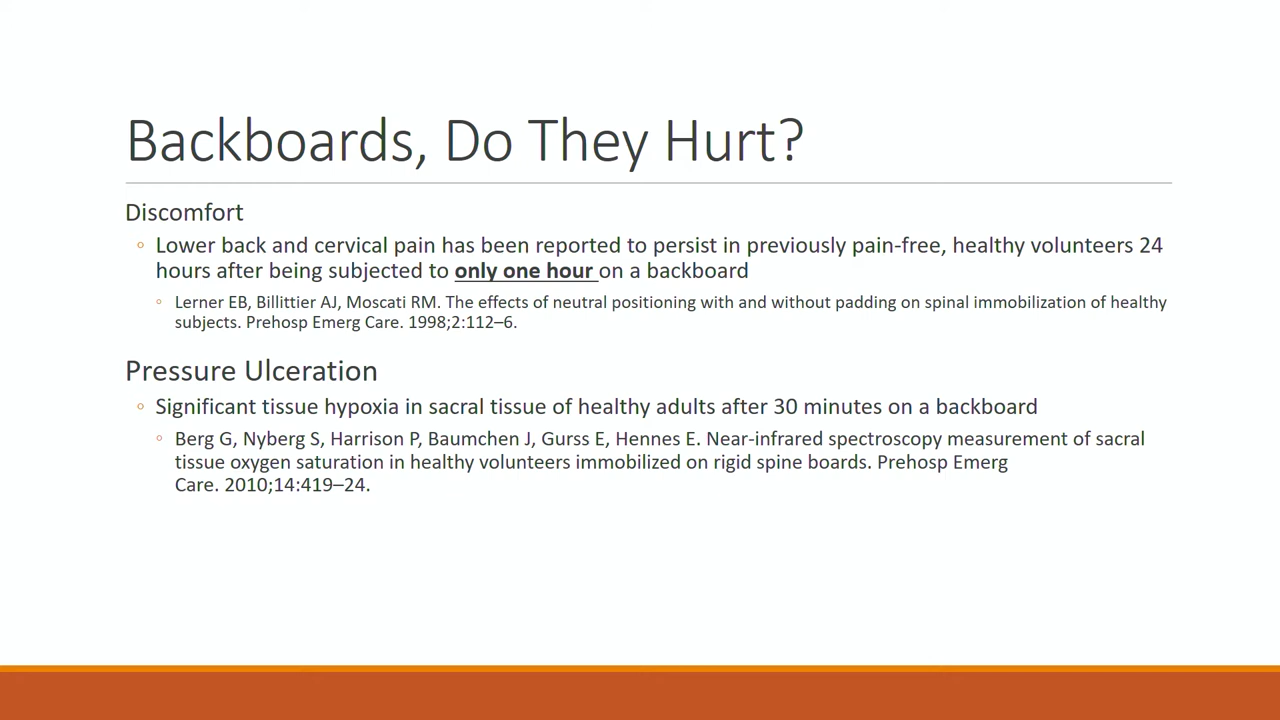 Backboards, Do They Hurt?
Discomfort
◦ Lower back and cervical pain has been reported to persist in previously pain-free, healthy volunteers 24
hours after being subjected to only one hour on a backboard
◦ Lerner EB, Billittier AJ, Moscati RM. The effects of neutral positioning with and without padding on spinal immobilization of healthy
subjects. Prehosp Emerg Care. 1998;2:112–6.
Pressure Ulceration
◦ Significant tissue hypoxia in sacral tissue of healthy adults after 30 minutes on a backboard
◦ Berg G, Nyberg S, Harrison P, Baumchen J, Gurss E, Hennes E. Near-infrared spectroscopy measurement of sacral
tissue oxygen saturation in healthy volunteers immobilized on rigid spine boards. Prehosp Emerg
Care. 2010;14:419–24.